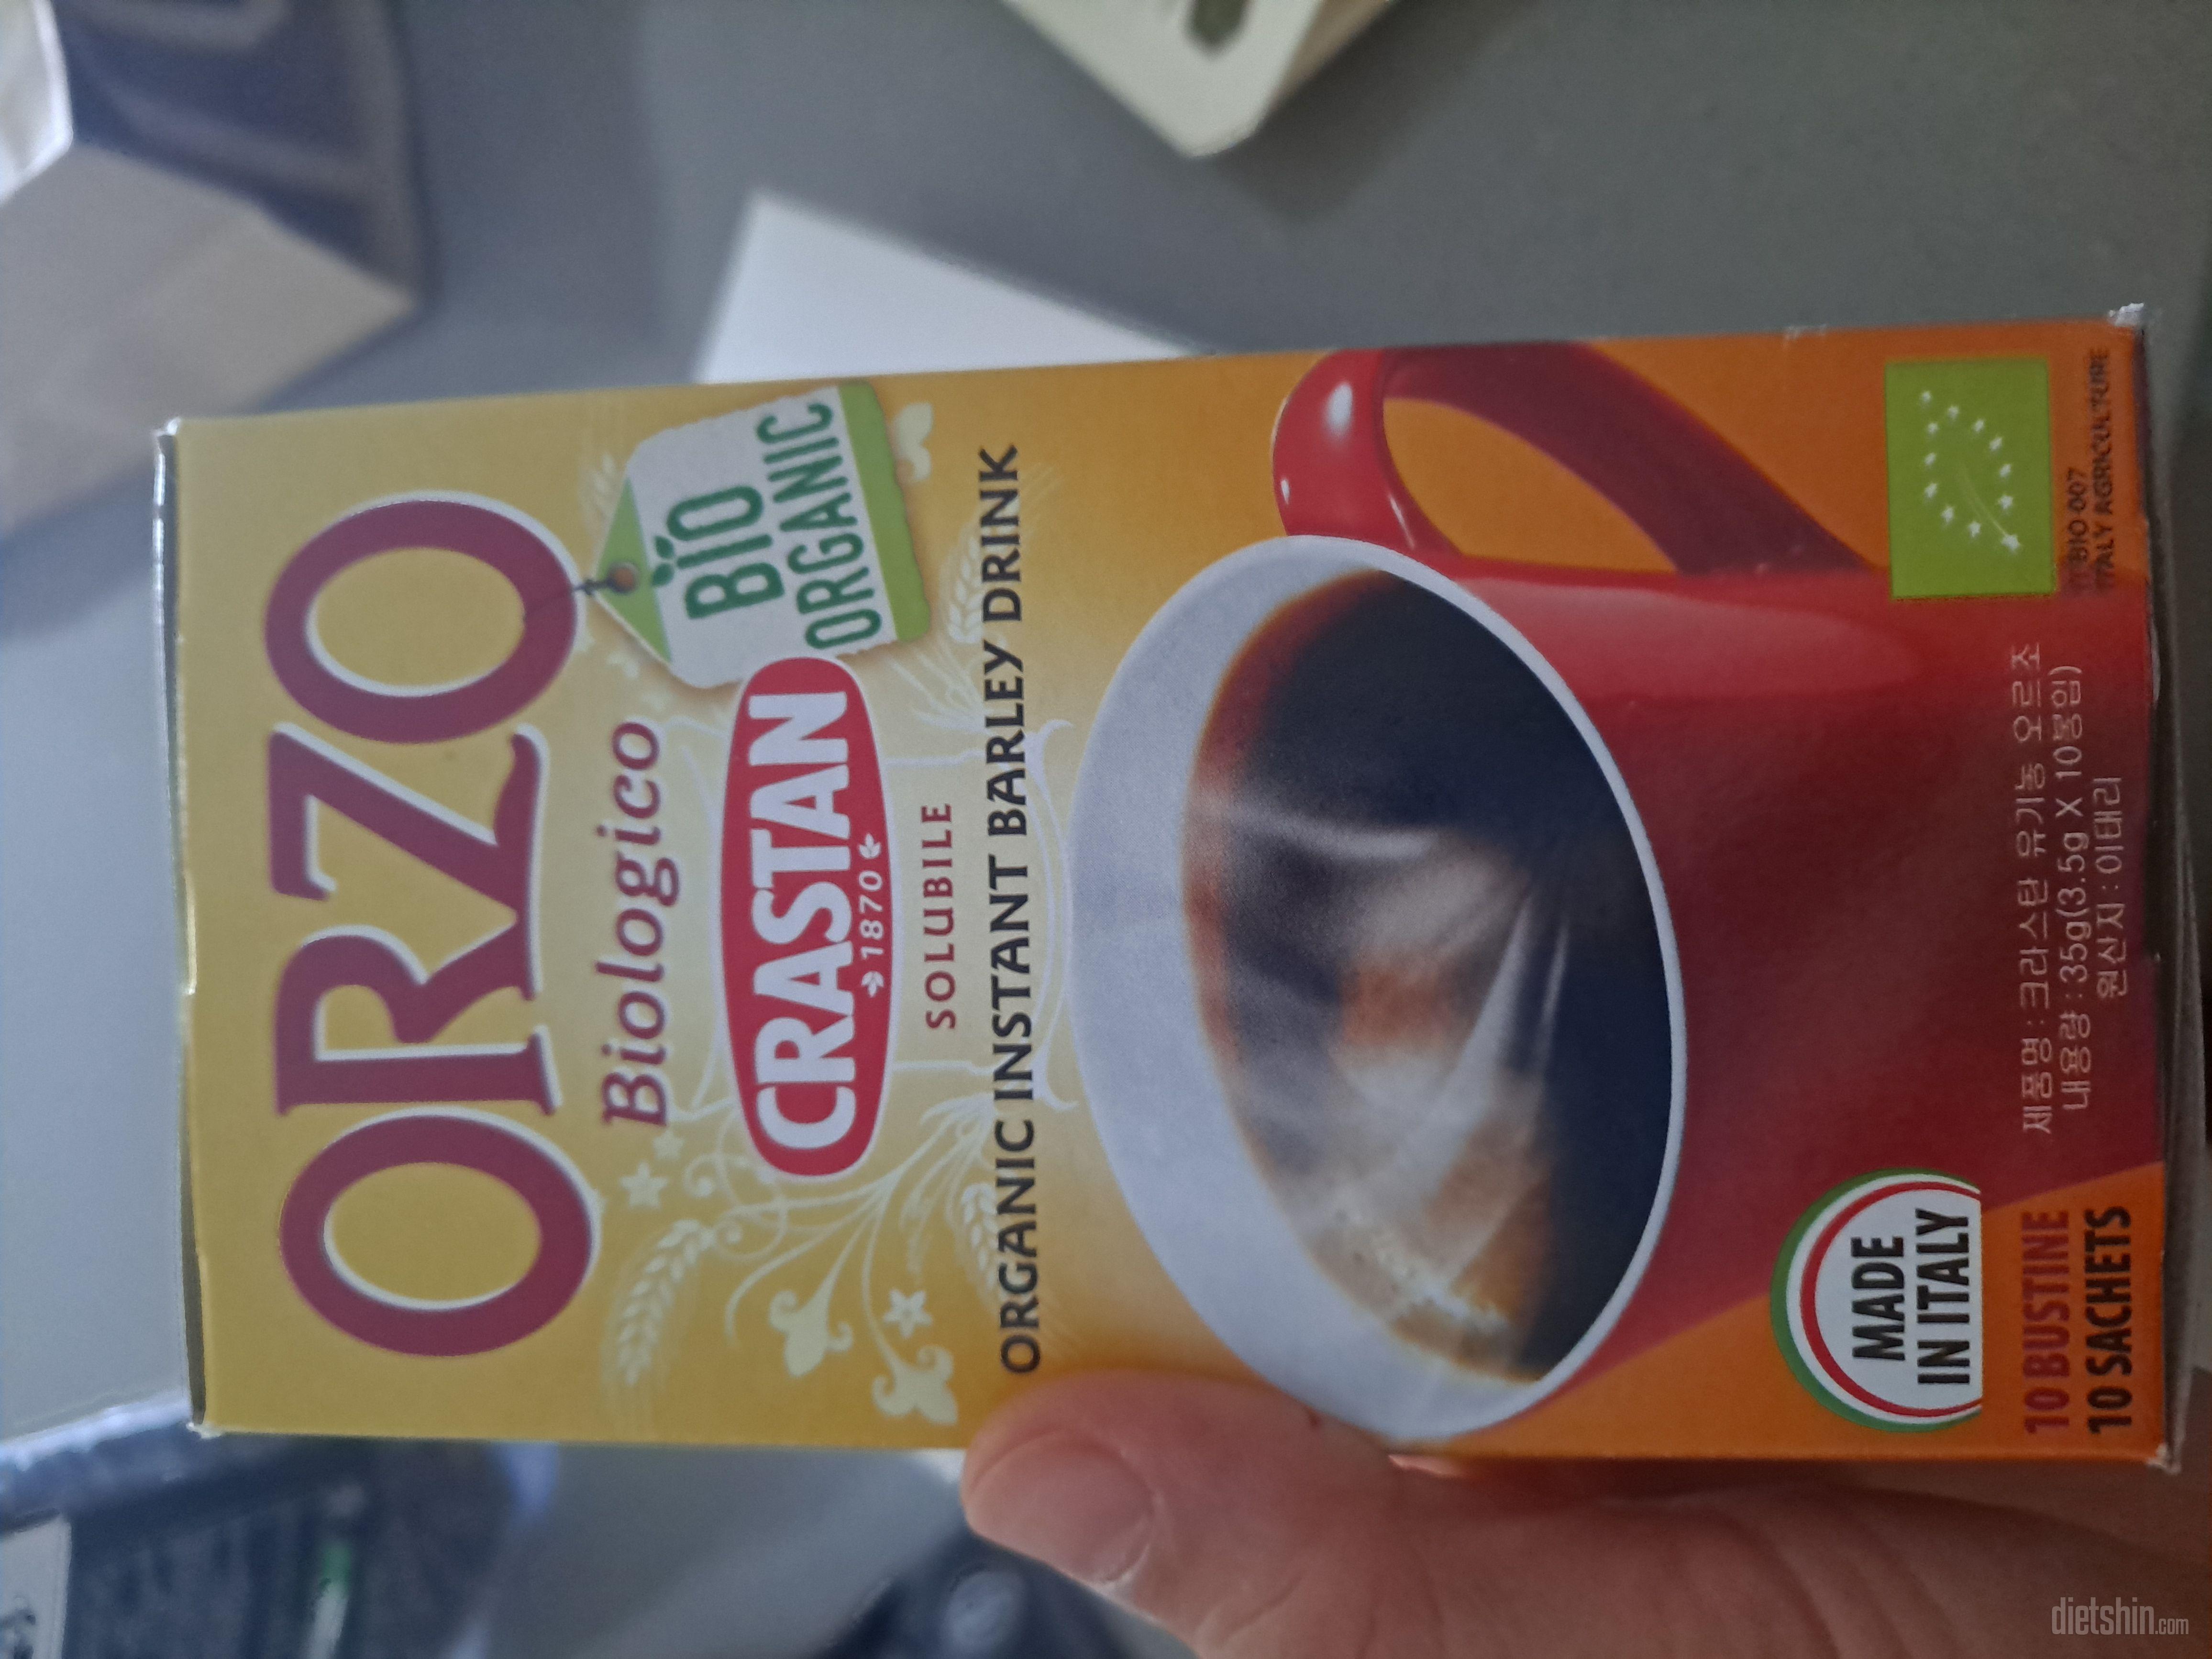 ORZO
Biologico
BIO
ORGANIC
CRASTAN
1870
SOLUBILE
ORGANIC INSTANT BARLEY DRINK
MADE
IN ITALY
10 BUSTINE
10 SACHETS
제품명 : 크라스탄 유기농 오르조
내용량 : 35g(3.5g X 10봉입)
원산지 : 이태리
IT BIO 007
ITALY AGRICULTURE
dietshin.com